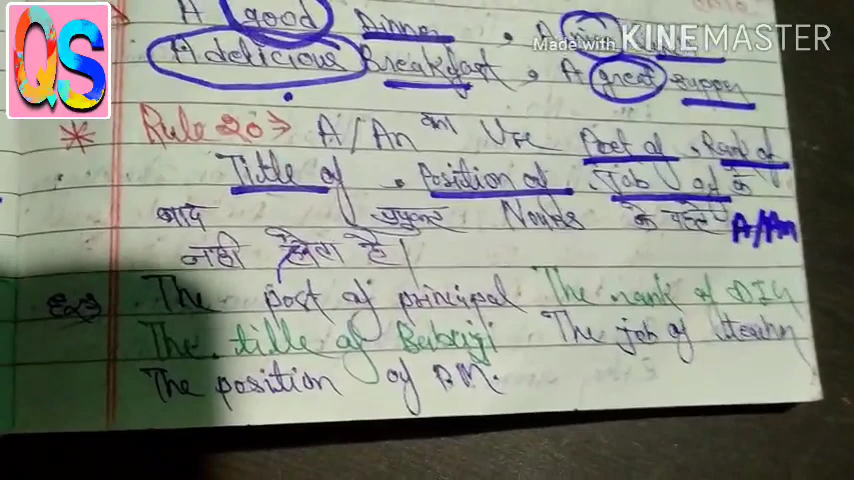 QS
A good Dinner, A
Made with KINEMASTER
A delicious Breakfast, A great supper
Rule 20→ A/An का Use Post of, Rank of
Title of, Position of, Job of के
बाद प्रयुक्त Nouns के पहले A/An
नही होता है।
Ex:> The post of principal The rank of DIG
The title of Babuji The job of teacher
The position of DM.